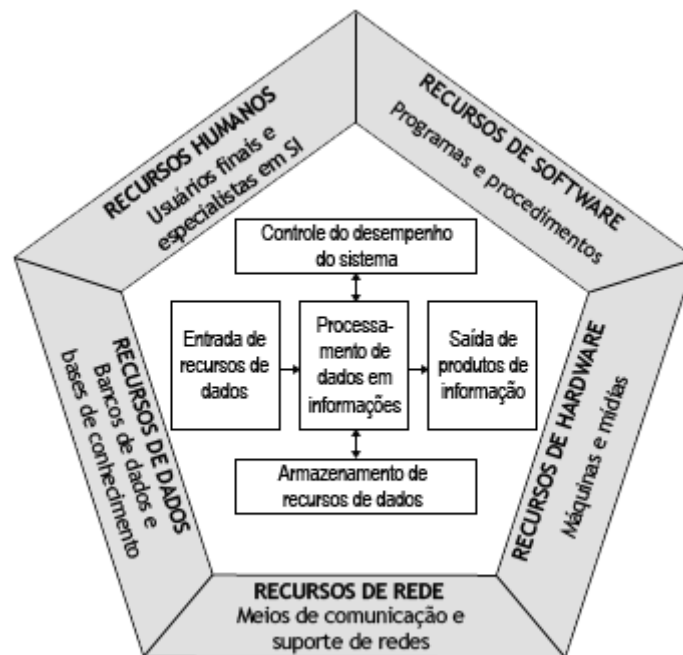 RECURSOS HUMANOS
Usuários finais e
especialistas em SI
RECURSOS DE SOFTWARE
Programas e procedimentos
Controle do desempenho
do sistema
Entrada de
recursos de
dados
Processa-
mento de
dados em
informações
Saída de
produtos de
informação
Armazenamento de
recursos de dados
RECURSOS DE DADOS
Bancos de dados e
bases de conhecimento
RECURSOS DE HARDWARE
Máquinas e mídias
RECURSOS DE REDE
Meios de comunicação e
suporte de redes